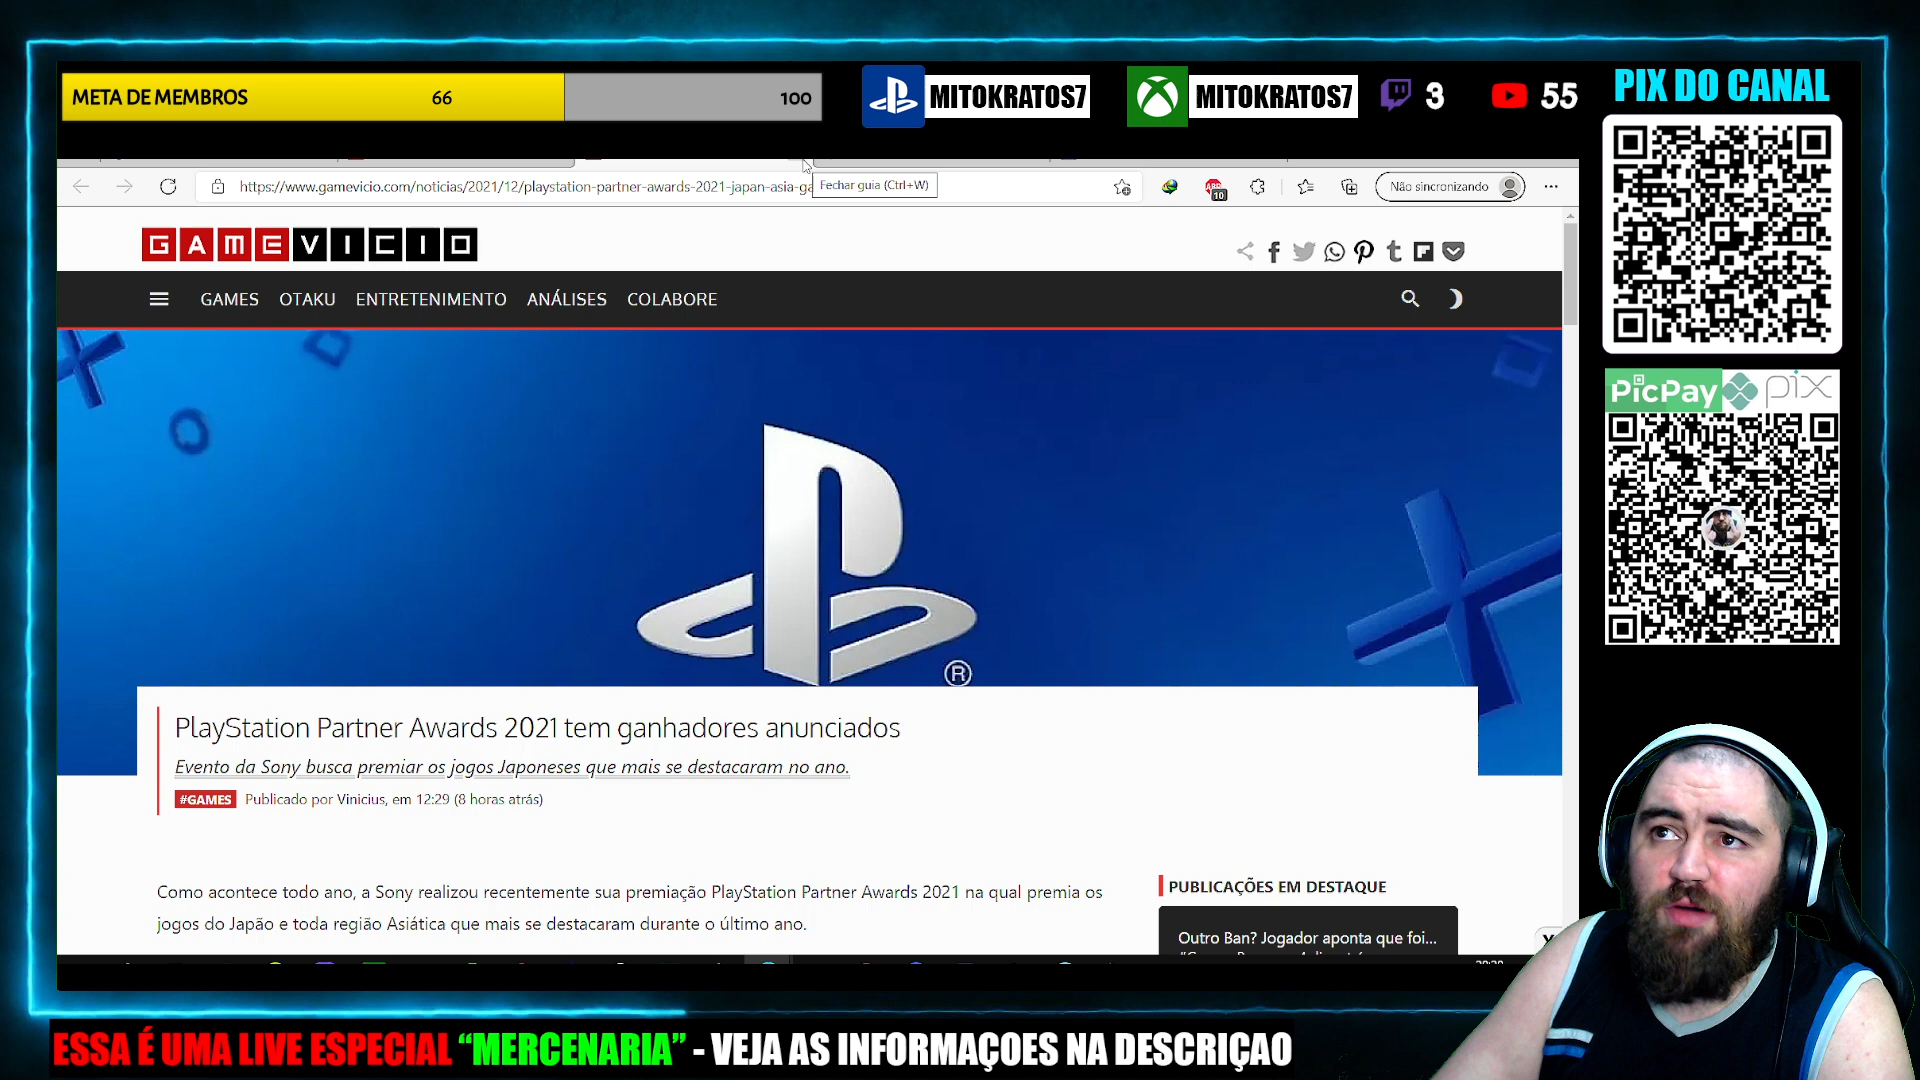 META DE MEMBROS 66 100
MITOKRATOS7
MITOKRATOS7
3
55
PIX DO CANAL
https://www.gamevicio.com/noticias/2021/12/playstation-partner-awards-2021-japan-asia-ga
Fechar guia (Ctrl+W)
10
Não sincronizando
GAMEVICIO
GAMES OTAKU ENTRETENIMENTO ANÁLISES COLABORE
PicPay pix
®
PlayStation Partner Awards 2021 tem ganhadores anunciados
Evento da Sony busca premiar os jogos Japoneses que mais se destacaram no ano.
#GAMES Publicado por Vinicius, em 12:29 (8 horas atrás)
Como acontece todo ano, a Sony realizou recentemente sua premiação PlayStation Partner Awards 2021 na qual premia os
jogos do Japão e toda região Asiática que mais se destacaram durante o último ano.
PUBLICAÇÕES EM DESTAQUE
Outro Ban? Jogador aponta que foi...
ESSA É UMA LIVE ESPECIAL “MERCENARIA” - VEJA AS INFORMAÇOES NA DESCRIÇAO